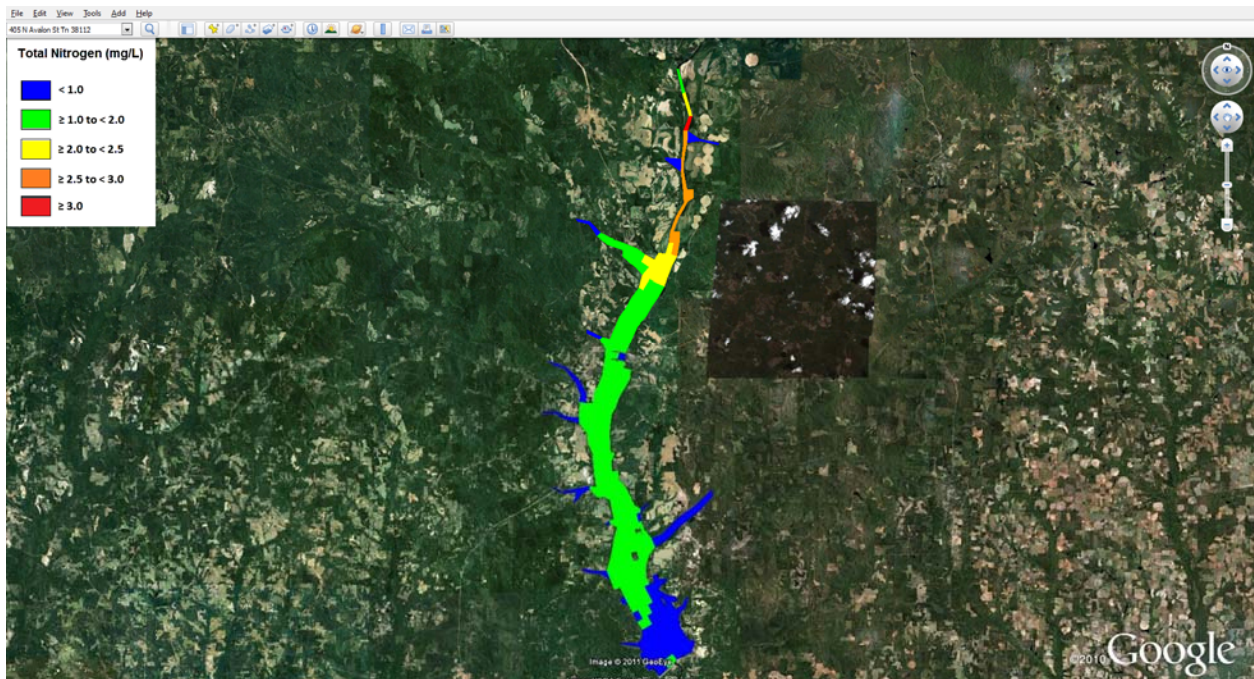 File Edit View Tools Add Help
405 N Avalon St Tn 38112
Total Nitrogen (mg/L)
< 1.0
≥ 1.0 to < 2.0
≥ 2.0 to < 2.5
≥ 2.5 to < 3.0
≥ 3.0
N
Image © 2011 GeoEye
©2010 Google